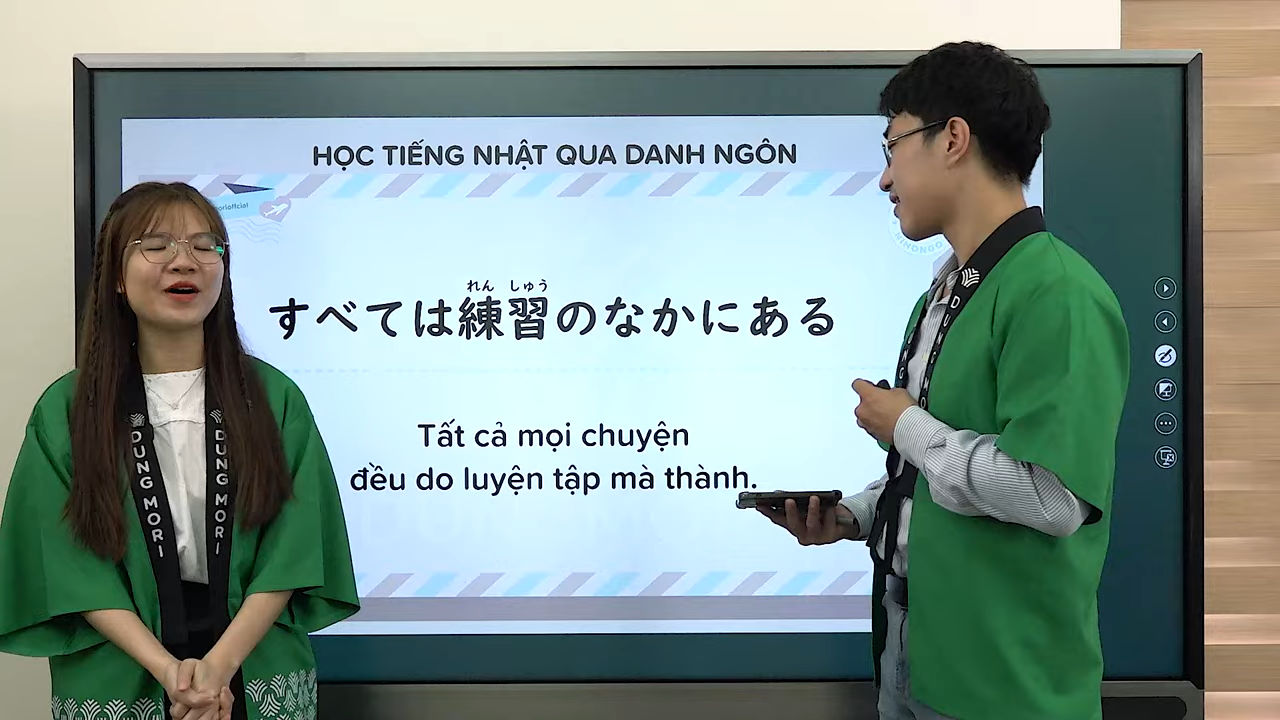 HỌC TIẾNG NHẬT QUA DANH NGÔN
れん しゅう
すべては練習のなかにある
Tất cả mọi chuyện
đều do luyện tập mà thành.
DUNG MORI
DUNG MORI